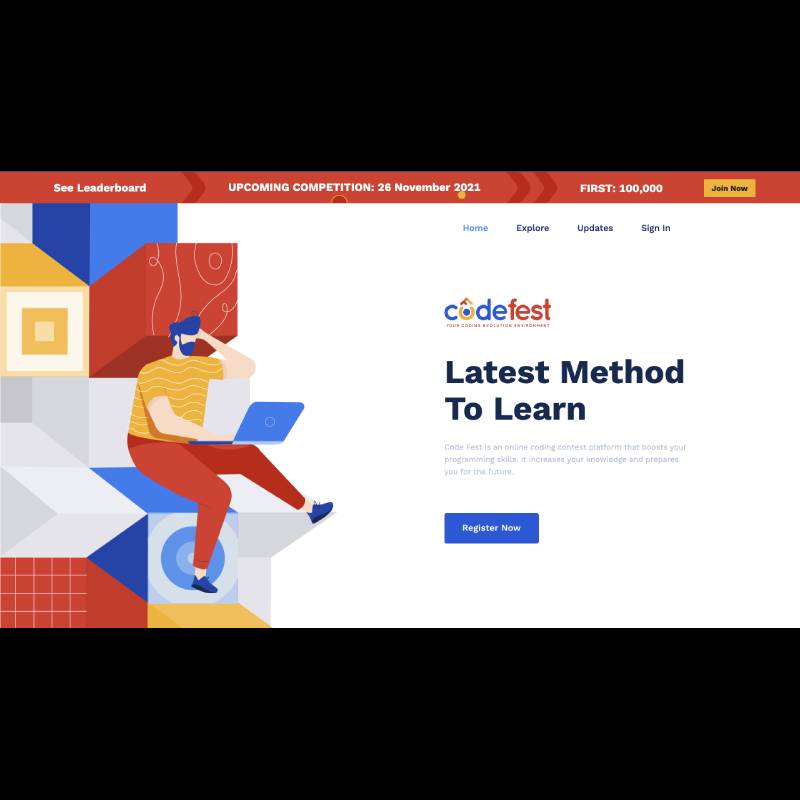 See Leaderboard
UPCOMING COMPETITION: 26 November 2021
FIRST: 100,000
Join Now
Home
Explore
Updates
Sign In
codefest
YOUR CODING EVOLUTION ENVIRONMENT
Latest Method
To Learn
Code Fest is an online coding contest platform that boosts your
programming skills. It increases your knowledge and prepares
you for the future.
Register Now